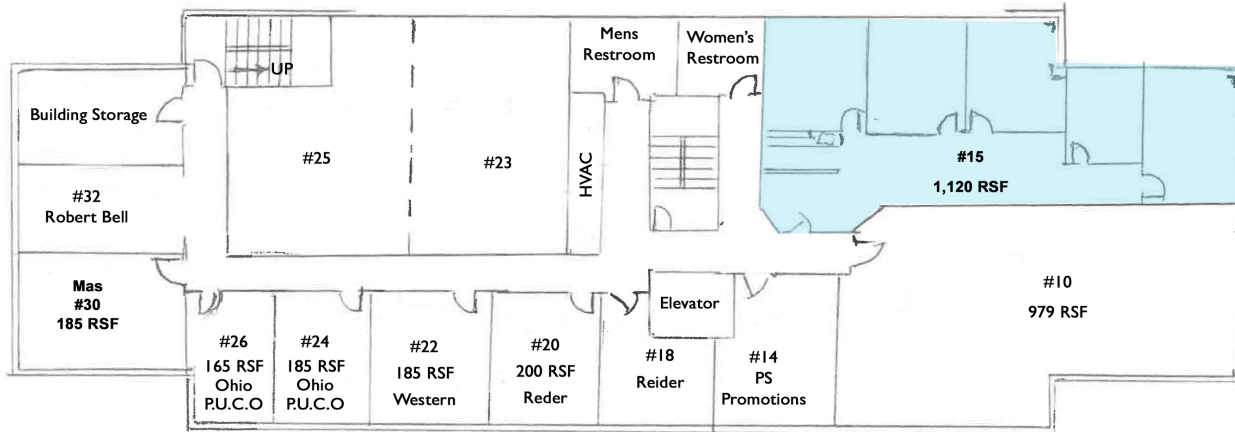 Mens
Restroom
Women's
Restroom
UP
Building Storage
#25
#23
HVAC
#15
1,120 RSF
#32
Robert Bell
Mas
#30
185 RSF
#10
979 RSF
Elevator
#26
165 RSF
Ohio
P.U.C.O
#24
185 RSF
Ohio
P.U.C.O
#22
185 RSF
Western
#20
200 RSF
Reder
#18
Reider
#14
PS
Promotions